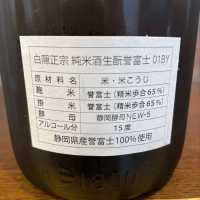 白隠正宗 純米酒生酛誉富士 01BY
原材料名 米・米こうじ
麹米 誉富士(精米歩合65%)
掛米 誉富士(精米歩合65%)
酵母 静岡酵母NEW-5
アルコール分 15度
静岡県産誉富士100%使用